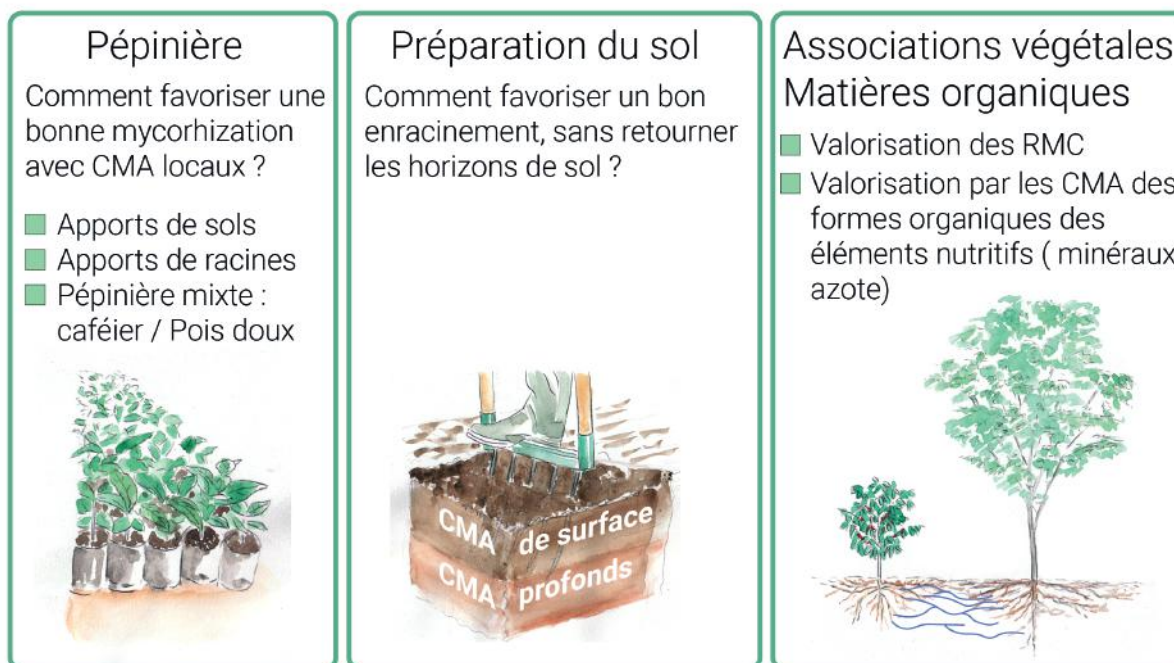 Pépinière
Comment favoriser une
bonne mycorhization
avec CMA locaux ?
Apports de sols
Apports de racines
Pépinière mixte :
caféier / Pois doux
Préparation du sol
Comment favoriser un bon
enracinement, sans retourner
les horizons de sol ?
CMA de surface
CMA profonds
Associations végétales
Matières organiques
Valorisation des RMC
Valorisation par les CMA des
formes organiques des
éléments nutritifs ( minéraux
azote)